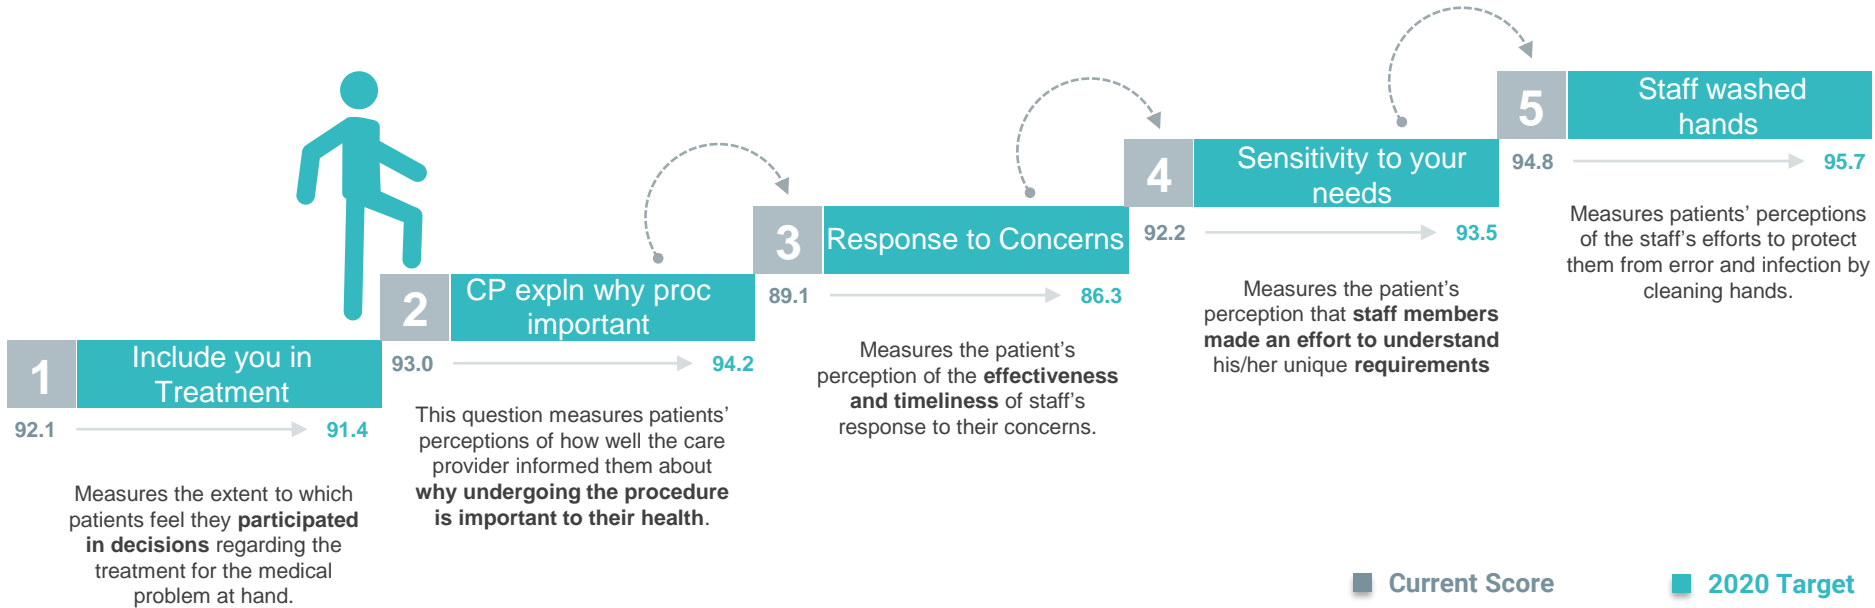 1
Include you in
Treatment
92.1
91.4
Measures the extent to which
patients feel they participated
in decisions regarding the
treatment for the medical
problem at hand.
2
CP expln why proc
important
93.0
94.2
This question measures patients'
perceptions of how well the care
provider informed them about
why undergoing the procedure
is important to their health.
3
Response to Concerns
89.1
86.3
Measures the patient's
perception of the effectiveness
and timeliness of staff's
response to their concerns.
4
Sensitivity to your
needs
92.2
93.5
Measures the patient's
perception that staff members
made an effort to understand
his/her unique requirements
5
Staff washed
hands
94.8
95.7
Measures patients' perceptions
of the staff's efforts to protect
them from error and infection by
cleaning hands.
Current Score
2020 Target